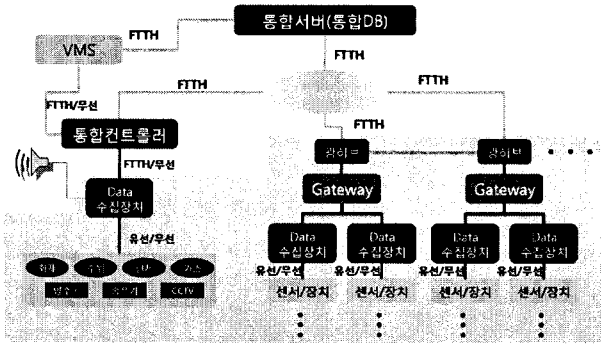 통합서버(통합DB)
VMS
FTTH
FTTH
FTTH
FTTH
FTTH/무선
FTTH
통합컨트롤러
광허브
광허브
FTTH/무선
Gateway
Gateway
Data
수집장치
Data
수집장치
Data
수집장치
Data
수집장치
Data
수집장치
유선/무선
유선/무선
유선/무선
유선/무선
유선/무선
센서/장치
센서/장치
센서/장치
센서/장치
CCTV